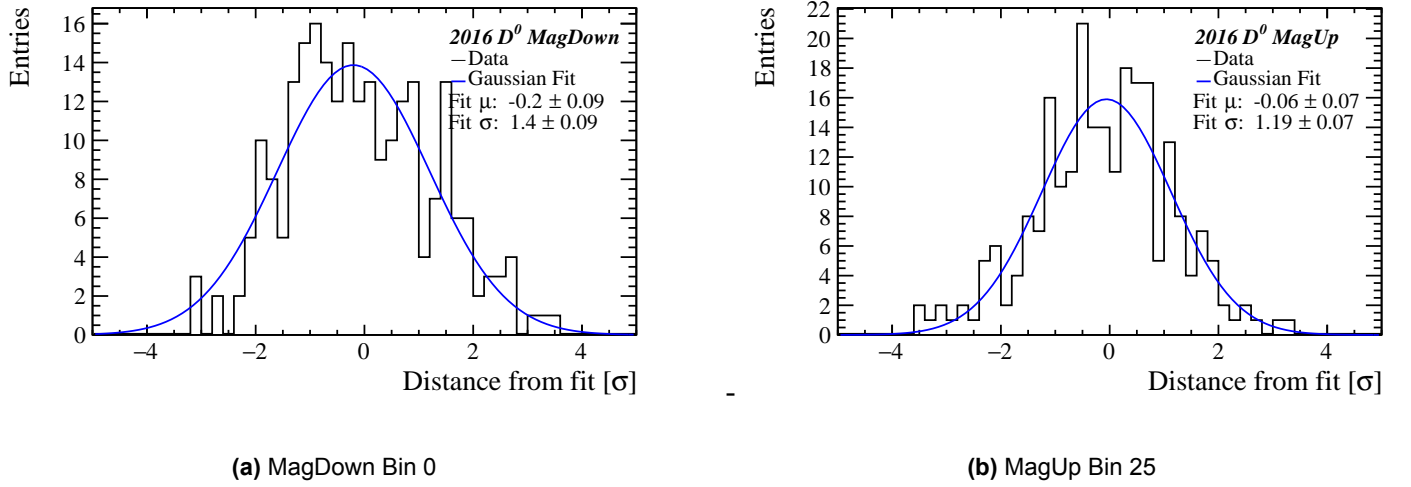 Entries
16
14
12
10
8
6
4
2
0
2016 D⁰ MagDown
Data
Gaussian Fit
Fit μ: -0.2 ± 0.09
Fit σ: 1.4 ± 0.09
−4 −2 0 2 4
Distance from fit [σ]
(a) MagDown Bin 0
-
Entries
22
20
18
16
14
12
10
8
6
4
2
0
2016 D⁰ MagUp
Data
Gaussian Fit
Fit μ: -0.06 ± 0.07
Fit σ: 1.19 ± 0.07
−4 −2 0 2 4
Distance from fit [σ]
(b) MagUp Bin 25